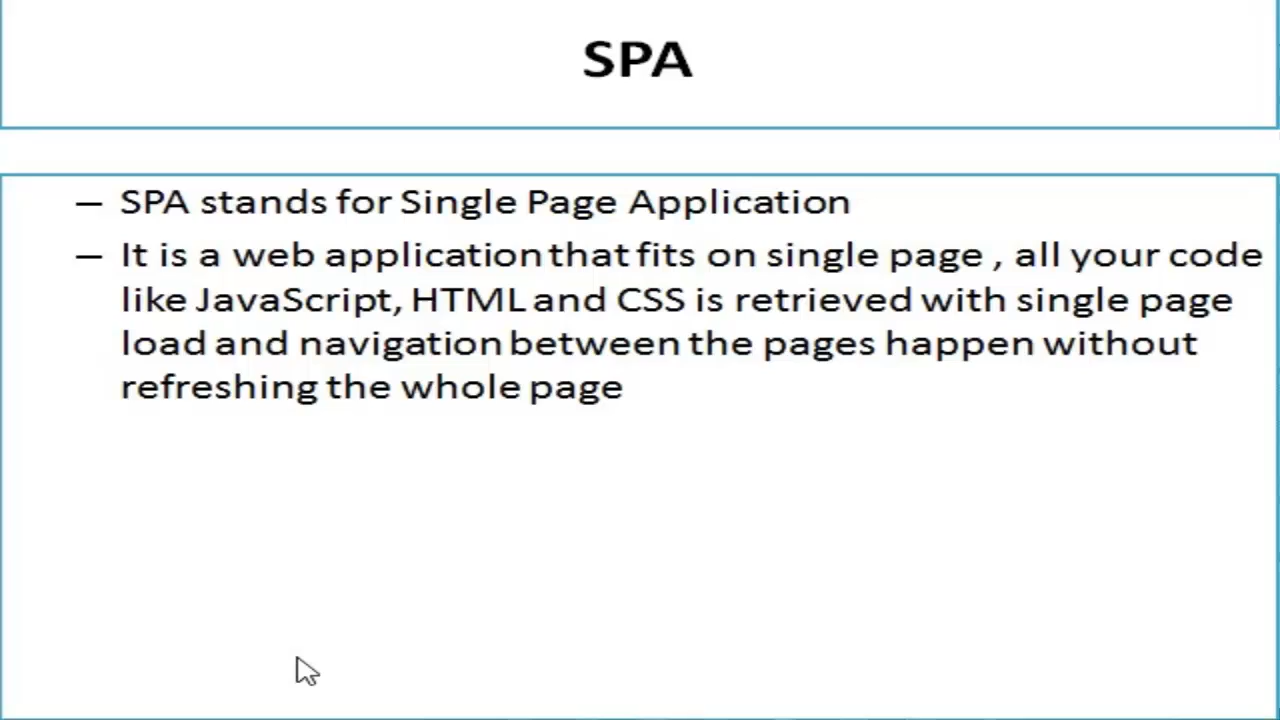 SPA
– SPA stands for Single Page Application
– It is a web application that fits on single page , all your code
like JavaScript, HTML and CSS is retrieved with single page
load and navigation between the pages happen without
refreshing the whole page